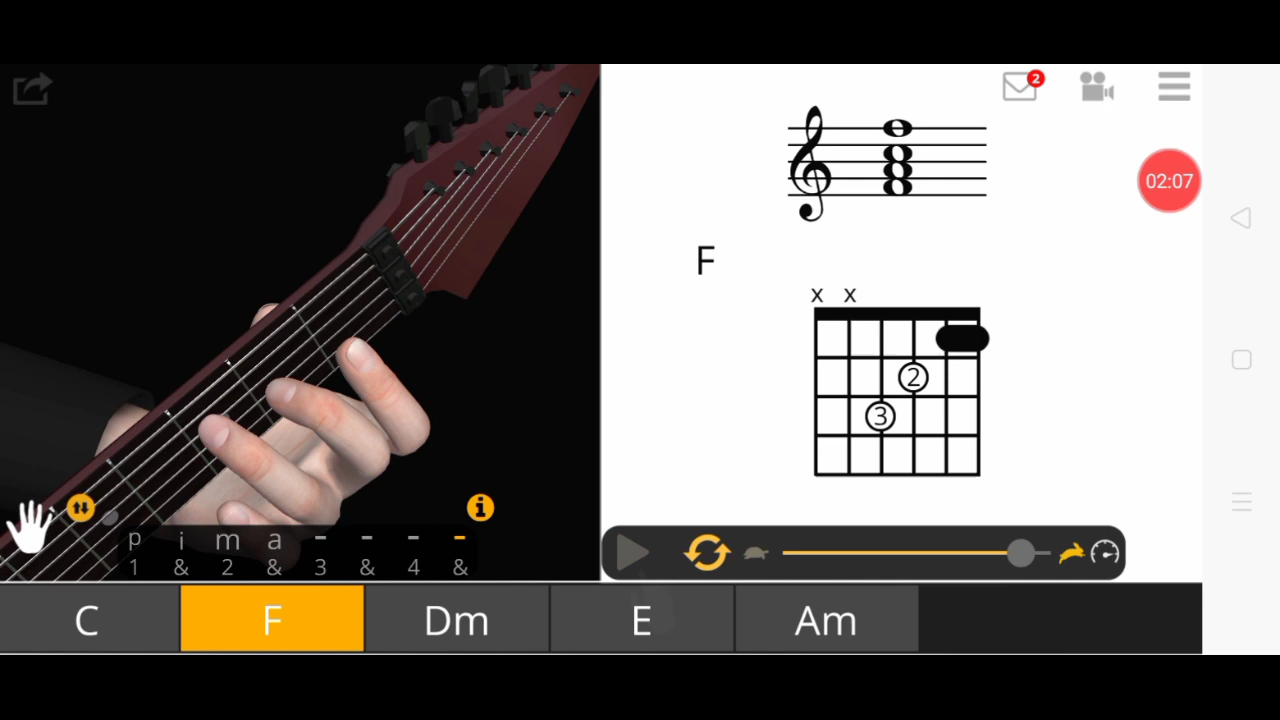 2
02:07
F
x x
2
3
i
p i m a - - - -
1 & 2 & 3 & 4 &
C F Dm E Am